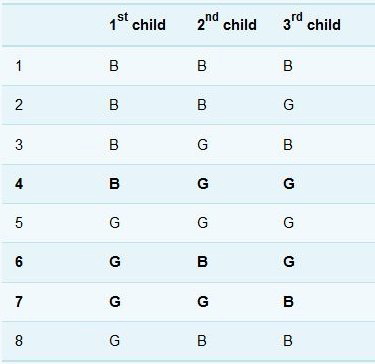 1st child 2nd child 3rd child
1 B B B
2 B B G
3 B G B
4 B G G
5 G G G
6 G B G
7 G G B
8 G B B